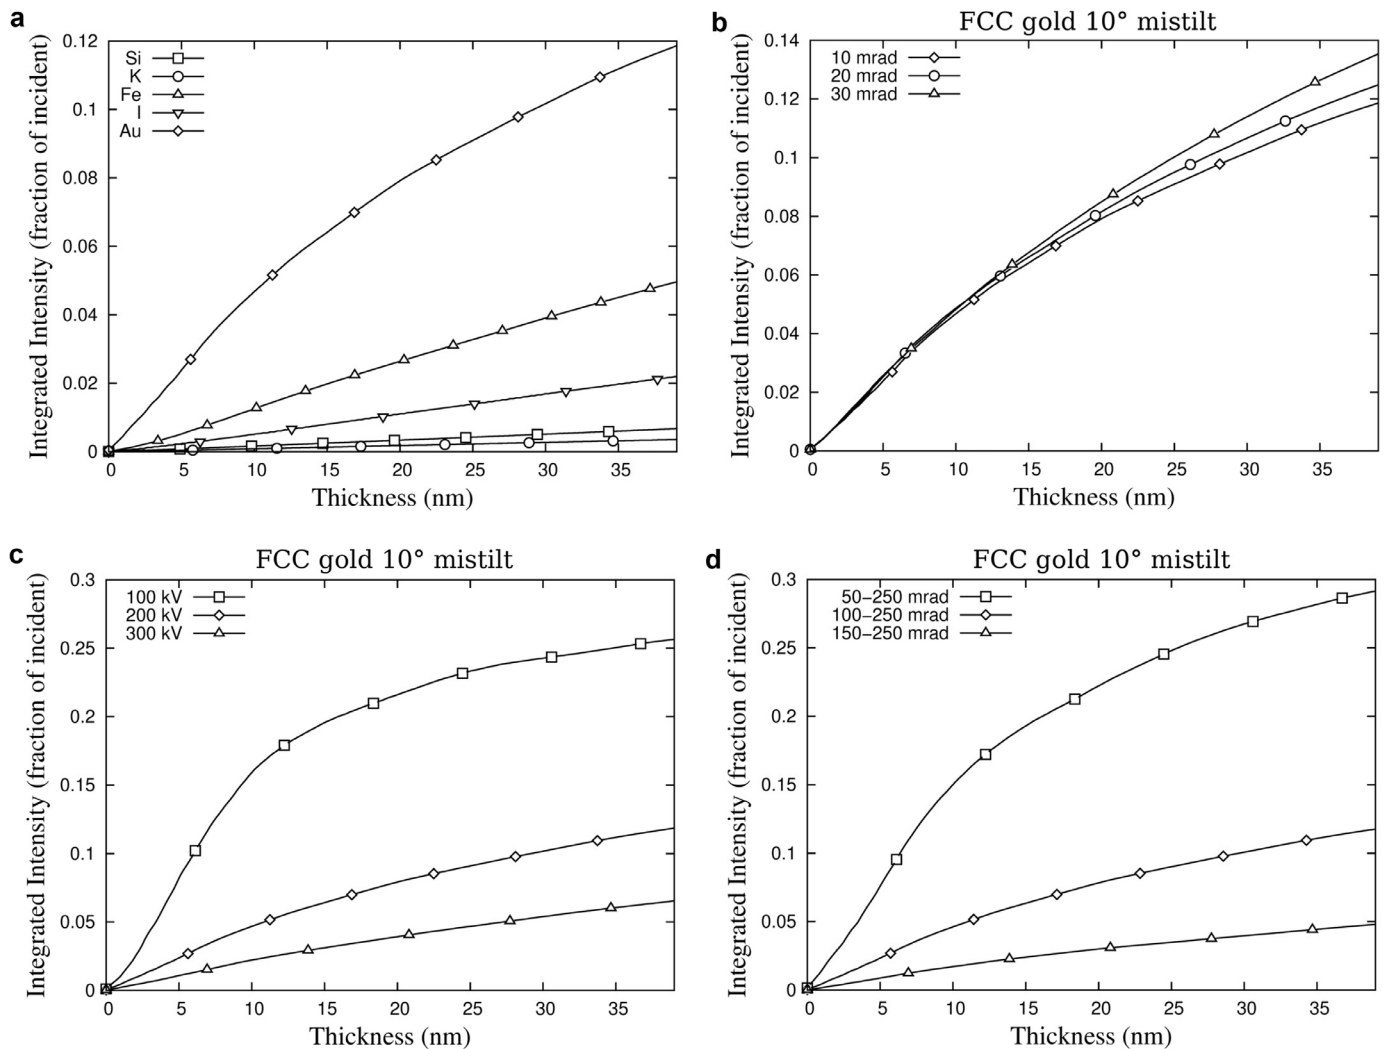 a
Integrated Intensity (fraction of incident)
0.12
0.1
0.08
0.06
0.04
0.02
0
Si
K
Fe
I
Au
0 5 10 15 20 25 30 35
Thickness (nm)
b
FCC gold 10° mistilt
Integrated Intensity (fraction of incident)
0.14
0.12
0.1
0.08
0.06
0.04
0.02
0
10 mrad
20 mrad
30 mrad
0 5 10 15 20 25 30 35
Thickness (nm)
c
FCC gold 10° mistilt
Integrated Intensity (fraction of incident)
0.3
0.25
0.2
0.15
0.1
0.05
0
100 kV
200 kV
300 kV
0 5 10 15 20 25 30 35
Thickness (nm)
d
FCC gold 10° mistilt
Integrated Intensity (fraction of incident)
0.3
0.25
0.2
0.15
0.1
0.05
0
50−250 mrad
100−250 mrad
150−250 mrad
0 5 10 15 20 25 30 35
Thickness (nm)